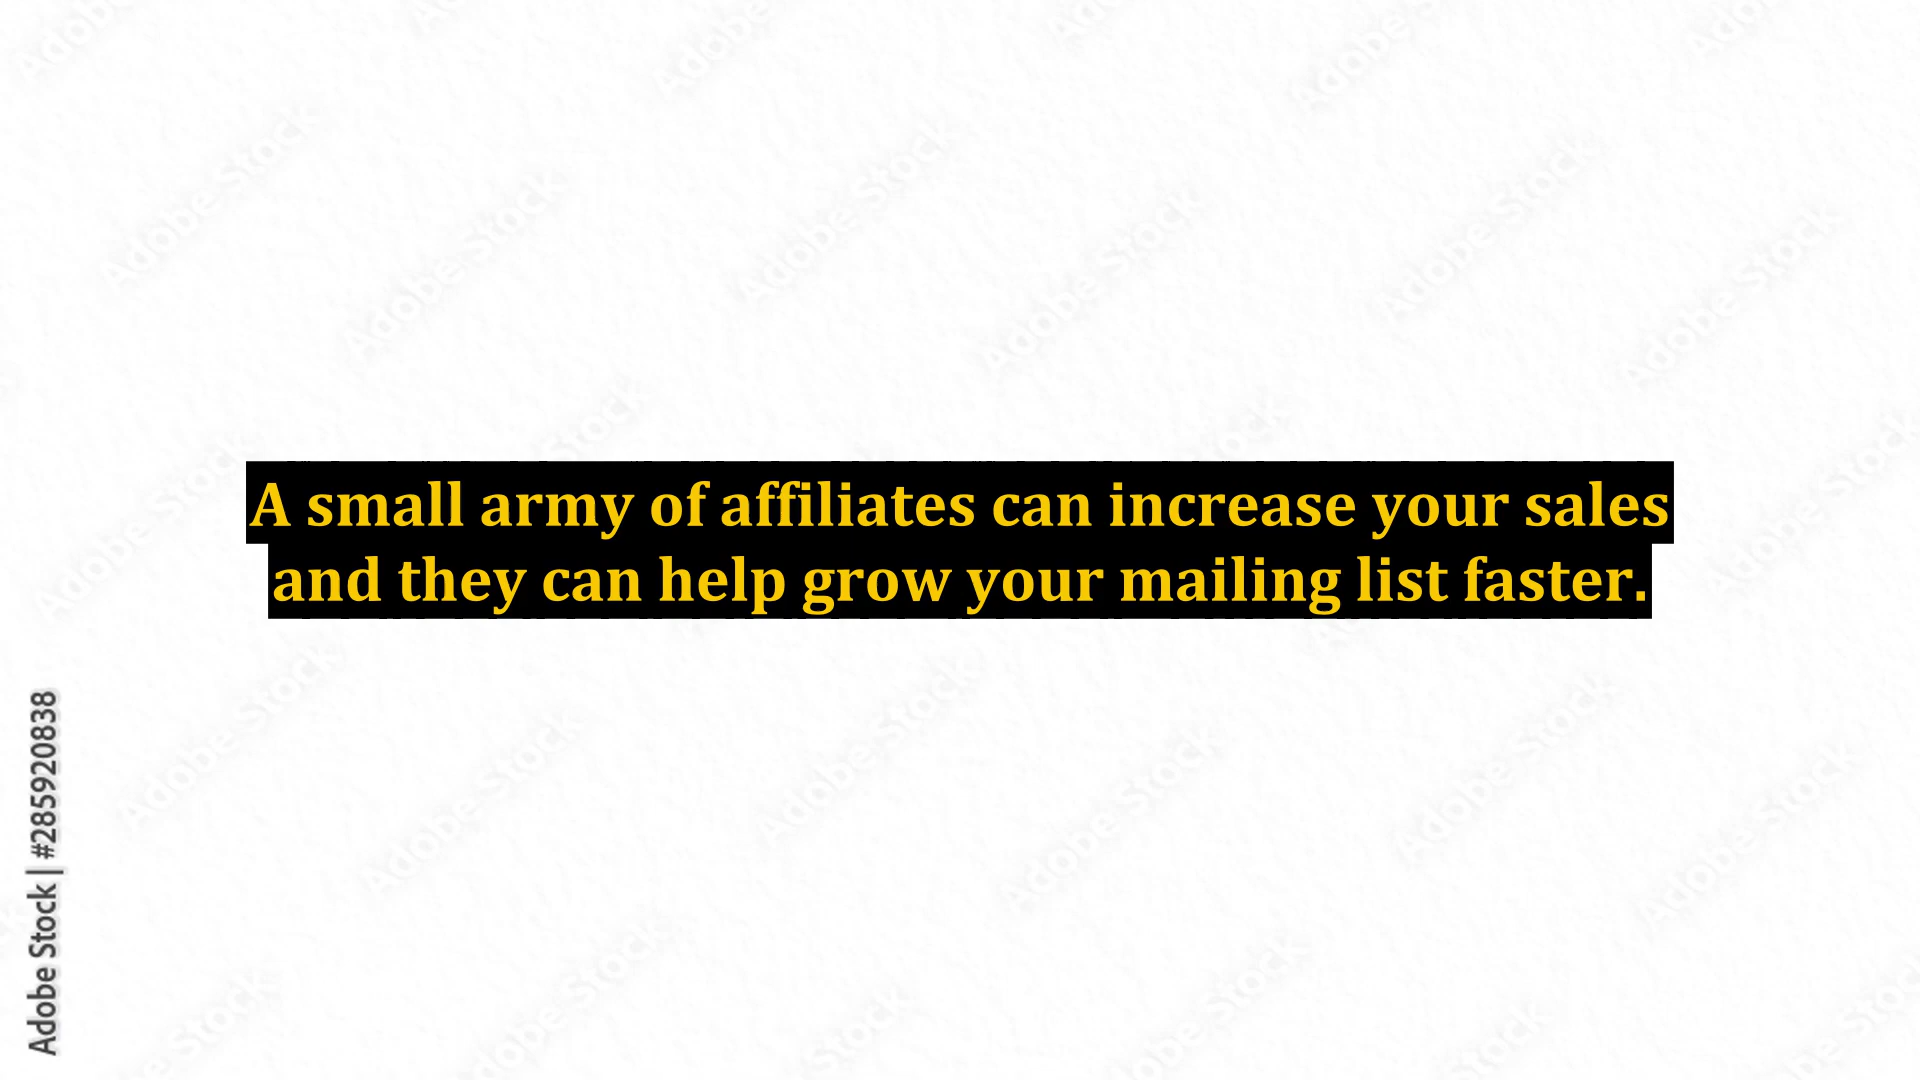 A small army of affiliates can increase your sales
and they can help grow your mailing list faster.
Adobe Stock | #285920838